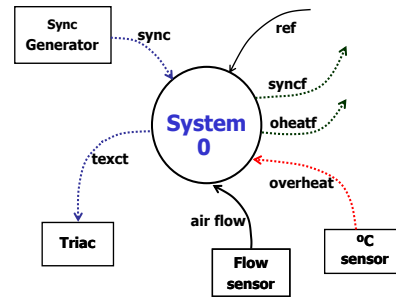 Sync
Generator
sync
ref
syncf
System
0
oheatf
texct
overheat
air flow
Triac
Flow
sensor
ºC
sensor